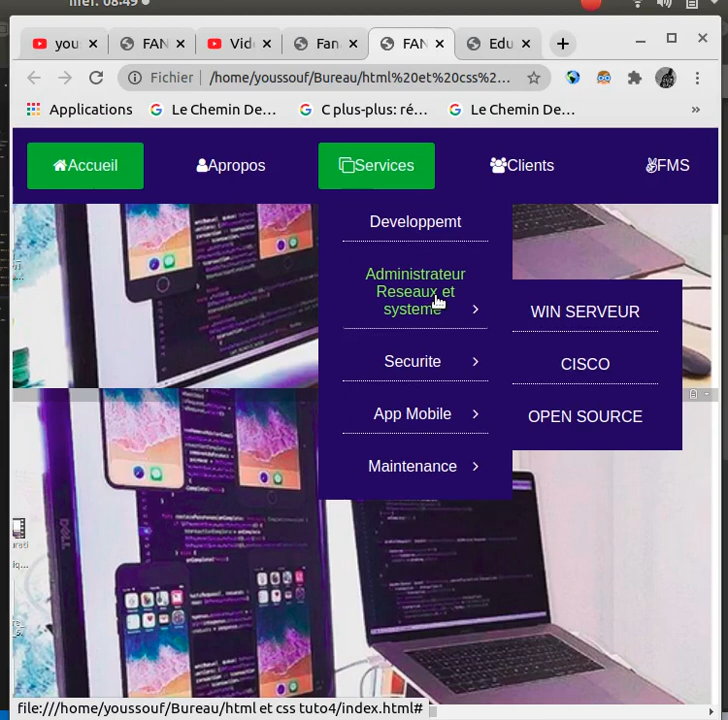 mer. 08:49
you
FAN
Vid
Fan
FAN
Edu
Fichier | /home/youssouf/Bureau/html%20et%20css%2...
Applications
Le Chemin De...
C plus-plus: ré...
Le Chemin De...
»
Accueil
Apropos
Services
Clients
FMS
Developpemt
Administrateur
Reseaux et
systeme
WIN SERVEUR
Securite
CISCO
App Mobile
OPEN SOURCE
Maintenance
DELL
file:///home/youssouf/Bureau/html et css tuto4/index.html#